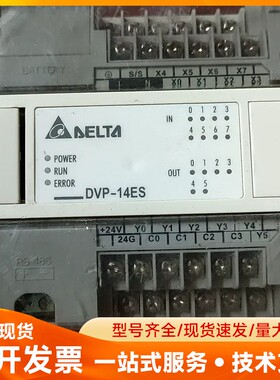 BATTERY
S/S X4 X5 X6 X7
DELTA
IN 0 1 2 3
4 5 6 7
POWER
RUN
ERROR
OUT 0 1 2 3
4 5
DVP-14ES
+24V Y0 Y1 Y2 Y3 Y4
24G C0 C1 C2 C3 Y5
RS-485
现货
开发票
型号齐全/现货速发/量大
一站式服务·技术